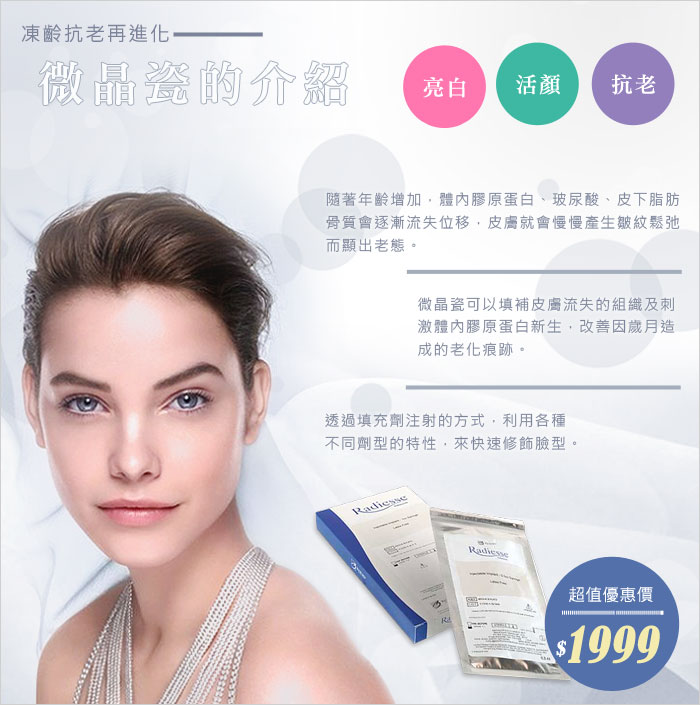 凍齡抗老再進化
微晶瓷的介紹
亮白
活顏
抗老
隨著年齡增加，體內膠原蛋白、玻尿酸、皮下脂肪
骨質會逐漸流失位移，皮膚就會慢慢產生皺紋鬆弛
而顯出老態。
微晶瓷可以填補皮膚流失的組織及刺
激體內膠原蛋白新生，改善因歲月造
成的老化痕跡。
透過填充劑注射的方式，利用各種
不同劑型的特性，來快速修飾臉型。
Radiesse
Radiesse
超值優惠價
$1999